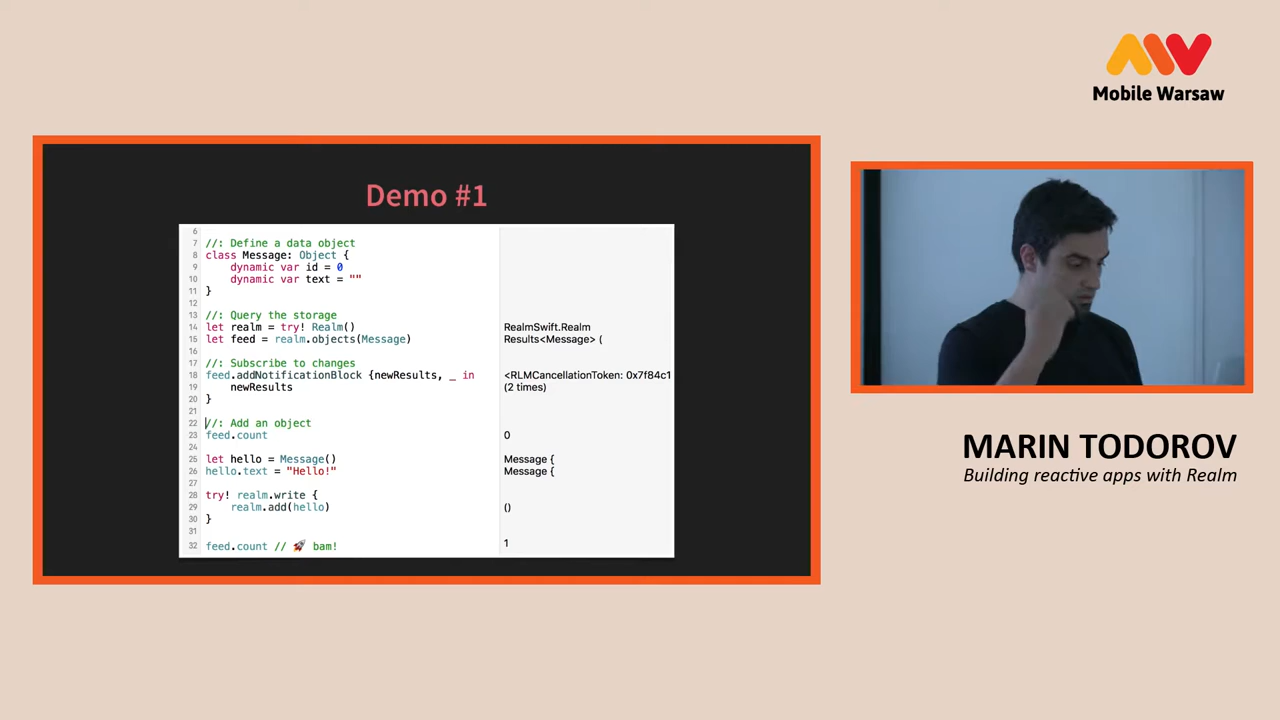 Mobile Warsaw
Demo #1
6
7 //: Define a data object
8 class Message: Object {
9 dynamic var id = 0
10 dynamic var text = ""
11 }
12
13 //: Query the storage
14 let realm = try! Realm() RealmSwift.Realm
15 let feed = realm.objects(Message) Results<Message> (
16
17 //: Subscribe to changes
18 feed.addNotificationBlock {newResults, _ in <RLMCancellationToken: 0x7f84c1
19 newResults (2 times)
20 }
21
22 //: Add an object
23 feed.count 0
24
25 let hello = Message() Message {
26 hello.text = "Hello!" Message {
27
28 try! realm.write {
29 realm.add(hello) ()
30 }
31
32 feed.count // 🚀 bam! 1
MARIN TODOROV
Building reactive apps with Realm